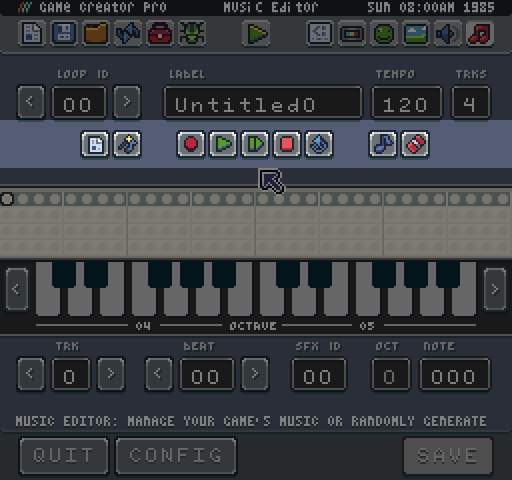 GAME CREATOR PRO MUSIC EDITOR SUN 08:00AM 1985
LOOP ID LABEL TEMPO TRKS
< 00 > Untitled0 120 4
< >
04 OCTAVE 05
TRK BEAT SFX ID OCT NOTE
< 0 > < 00 > 00 0 000
MUSIC EDITOR: MANAGE YOUR GAME'S MUSIC OR RANDOMLY GENERATE
QUIT CONFIG SAVE